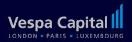 Vespa Capital
LONDON • PARIS • LUXEMBOURG